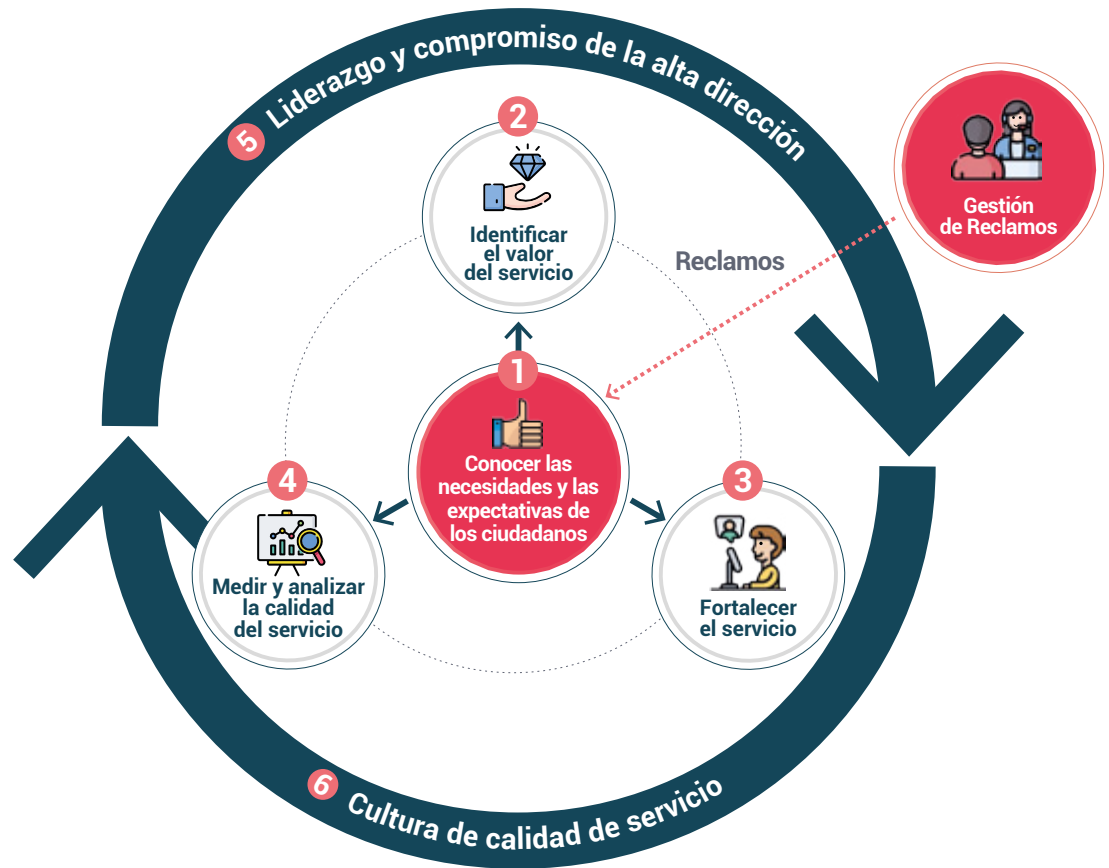 5 Liderazgo y compromiso de la alta dirección
2
Identificar
el valor
del servicio
Gestión
de Reclamos
Reclamos
1
Conocer las
necesidades y las
expectativas de
los ciudadanos
4
Medir y analizar
la calidad
del servicio
3
Fortalecer
el servicio
6 Cultura de calidad de servicio